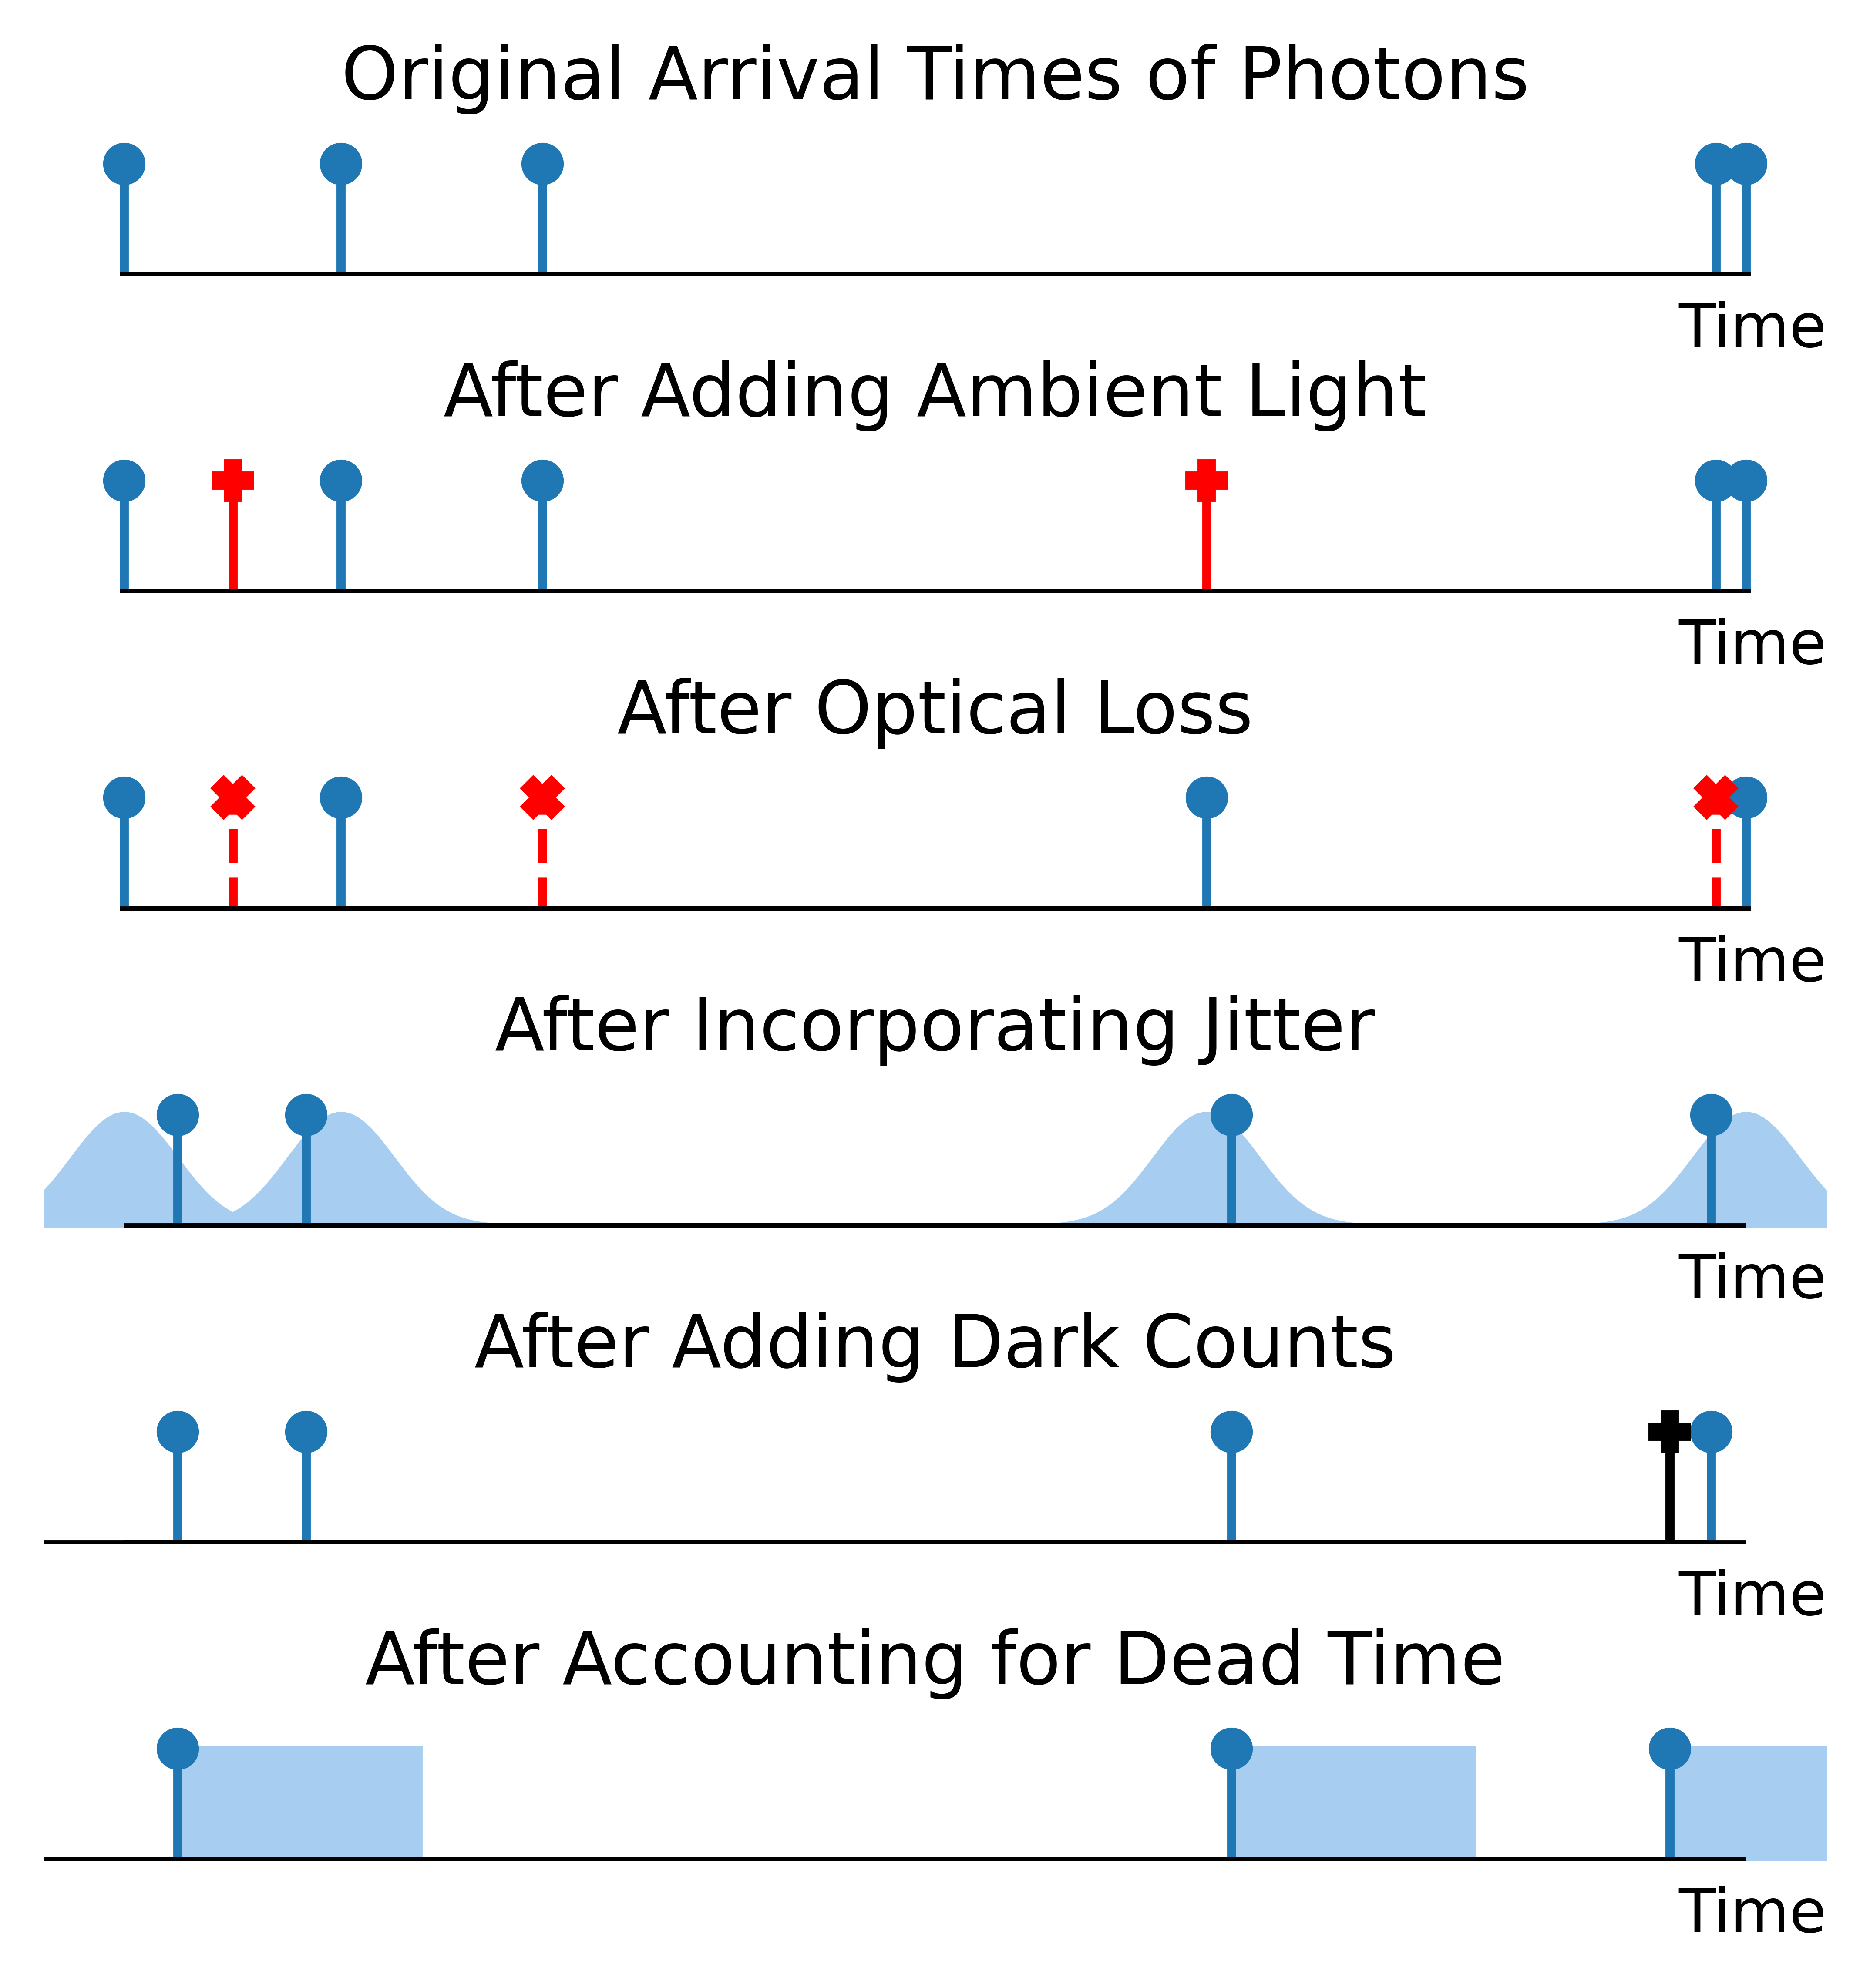 Original Arrival Times of Photons
Time
After Adding Ambient Light
Time
After Optical Loss
Time
After Incorporating Jitter
Time
After Adding Dark Counts
Time
After Accounting for Dead Time
Time